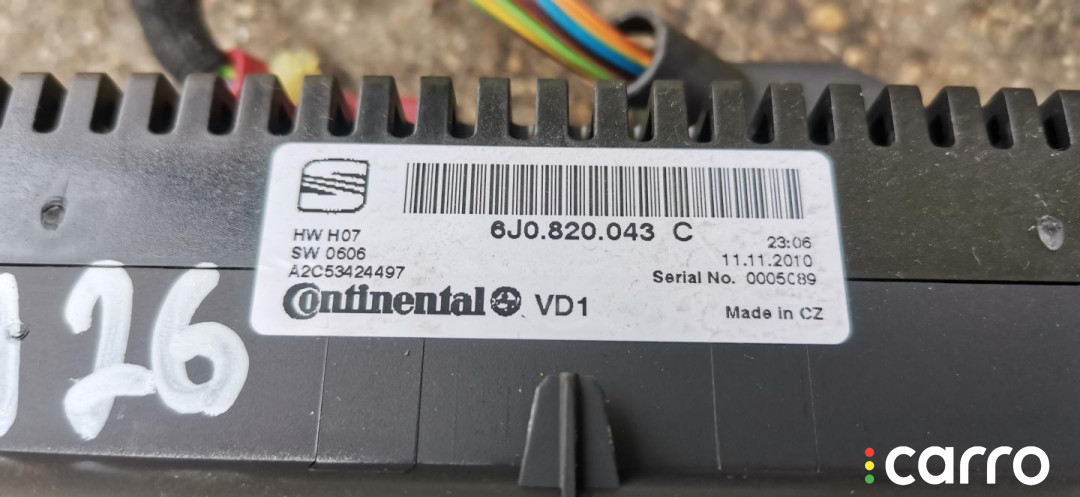 6J0.820.043 C
HW H07
SW 0606
A2C53424497
23:06
11.11.2010
Serial No. 0005C89
Continental VD1
Made in CZ
26
carro